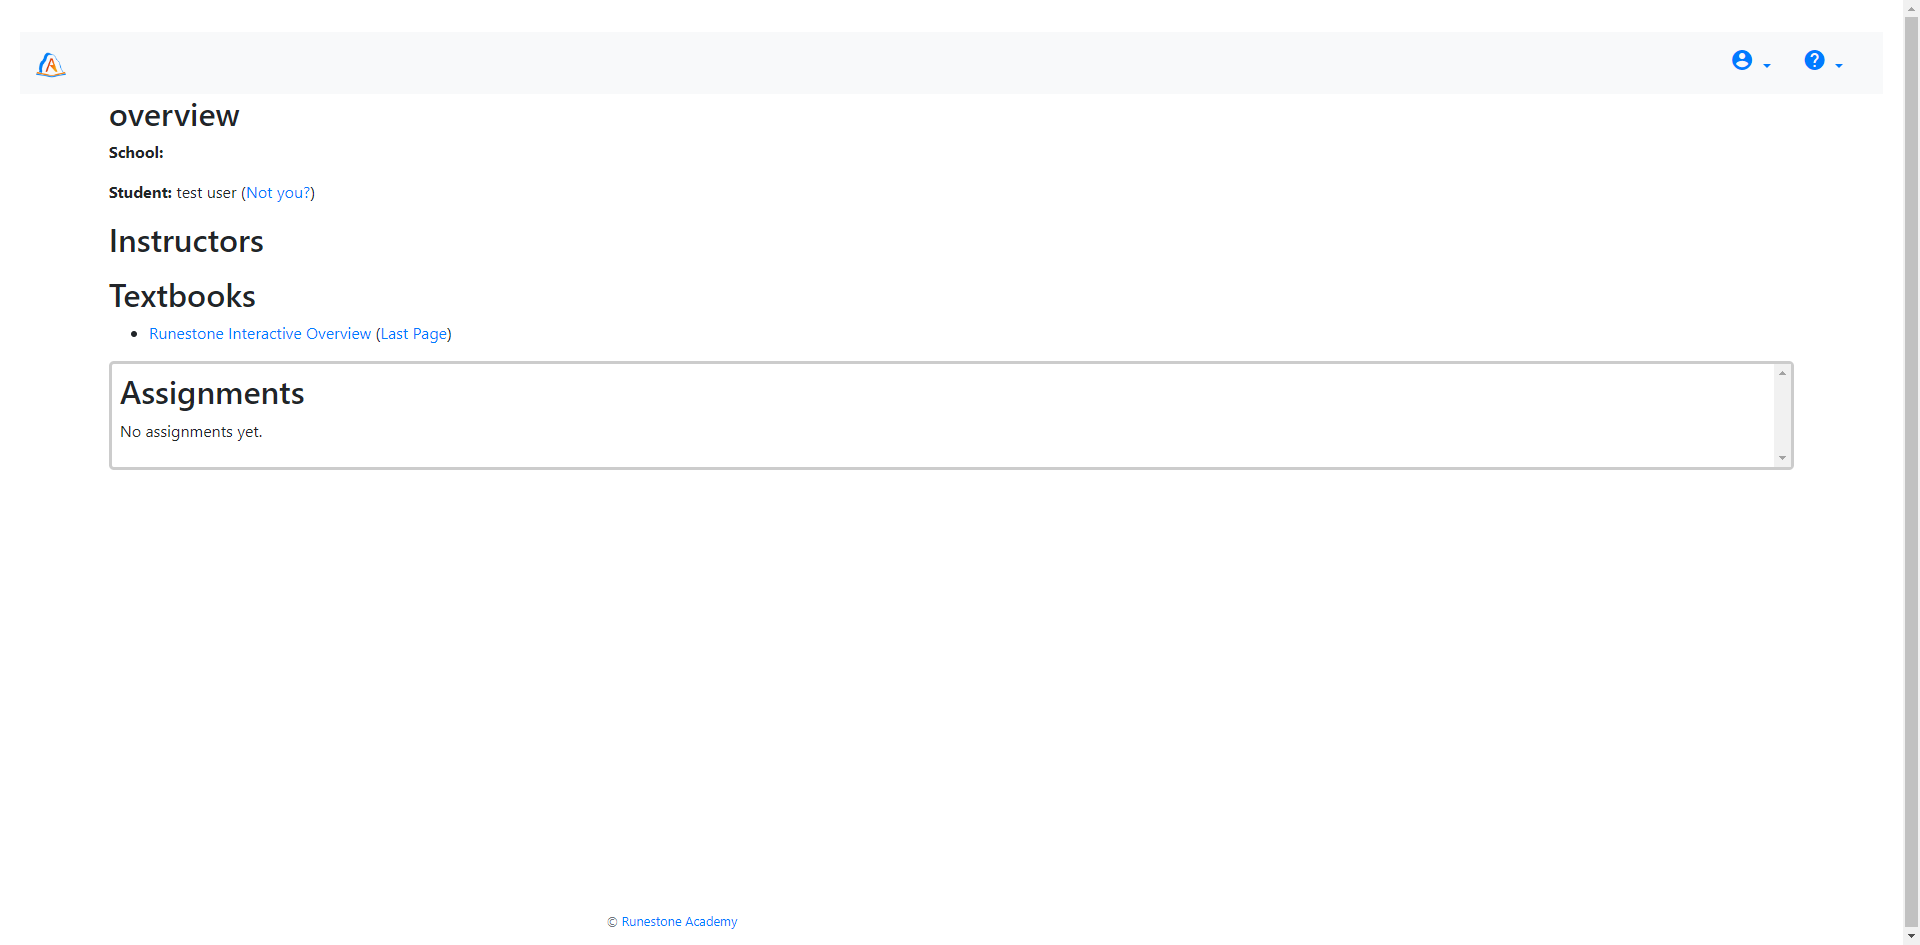 overview
School:
Student: test user (Not you?)
Instructors
Textbooks
Runestone Interactive Overview (Last Page)
Assignments
No assignments yet.
© Runestone Academy